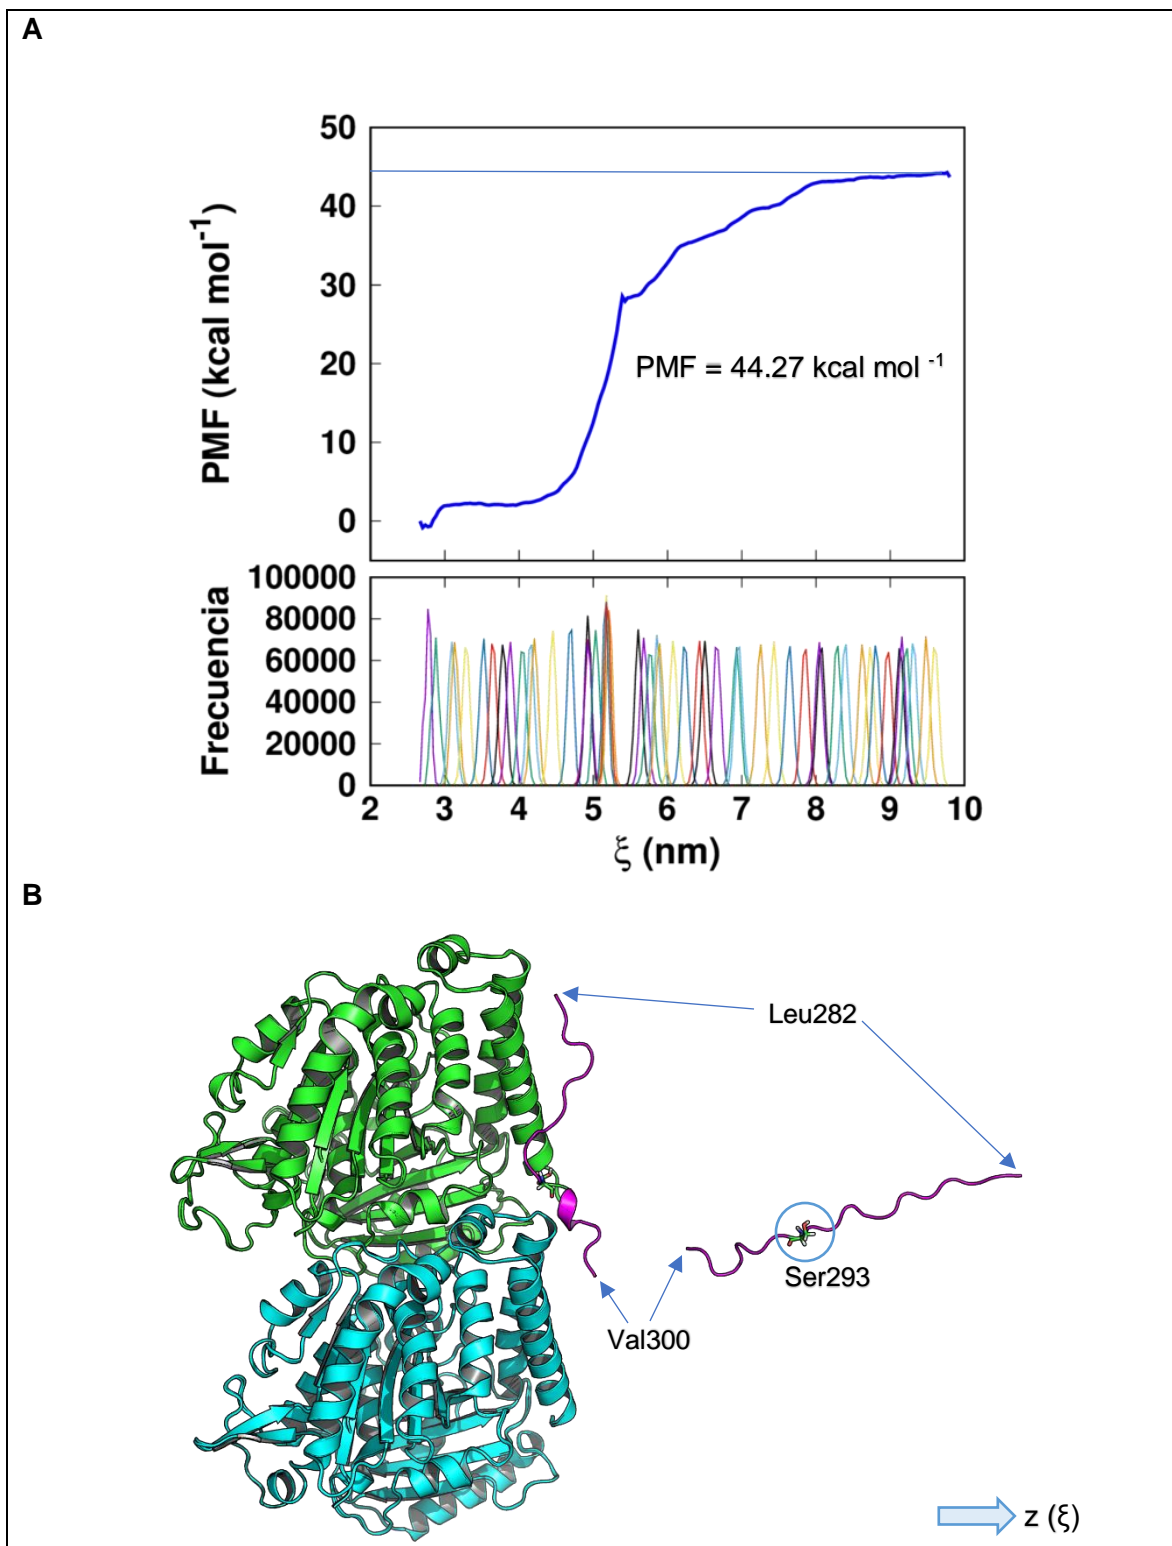 A
50
40
30
20
10
0
PMF (kcal mol⁻¹)
PMF = 44.27 kcal mol ⁻¹
100000
80000
60000
40000
20000
0
Frecuencia
2 3 4 5 6 7 8 9 10
ξ (nm)
B
Leu282
Ser293
Val300
z (ξ)